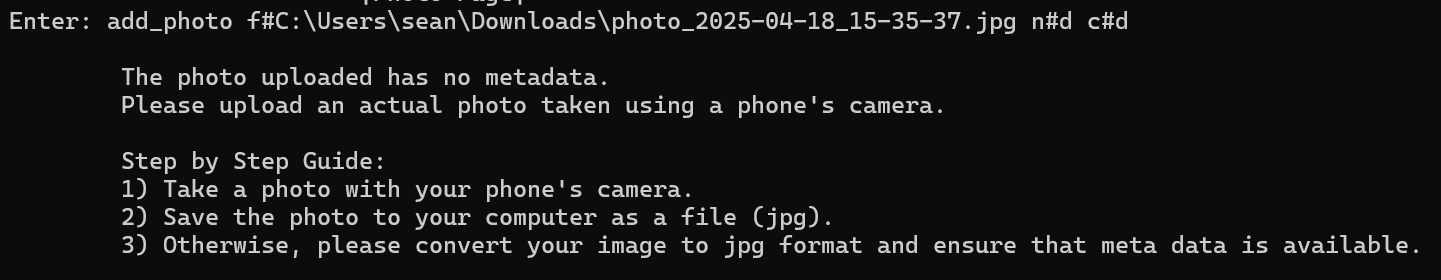 Enter: add_photo f#C:\Users\sean\Downloads\photo_2025-04-18_15-35-37.jpg n#d c#d
The photo uploaded has no metadata.
Please upload an actual photo taken using a phone's camera.
Step by Step Guide:
1) Take a photo with your phone's camera.
2) Save the photo to your computer as a file (jpg).
3) Otherwise, please convert your image to jpg format and ensure that meta data is available.